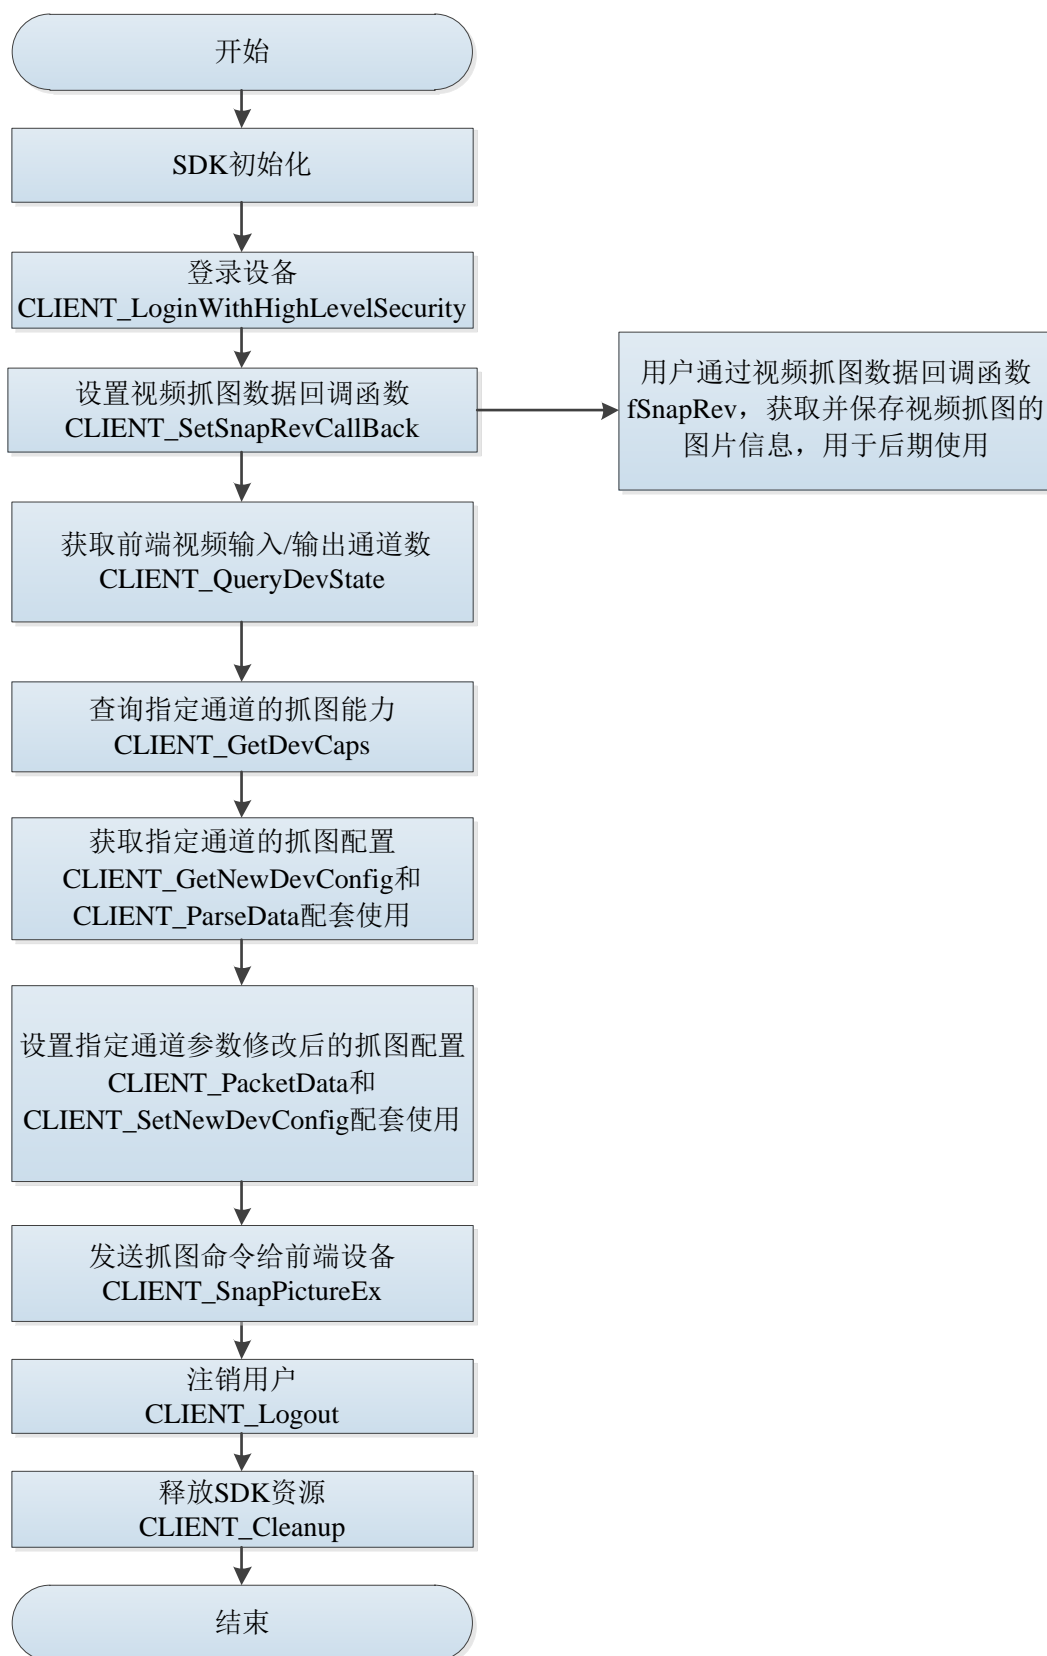 开始
SDK初始化
登录设备
CLIENT_LoginWithHighLevelSecurity
设置视频抓图数据回调函数
CLIENT_SetSnapRevCallBack
用户通过视频抓图数据回调函数
fSnapRev，获取并保存视频抓图的
图片信息，用于后期使用
获取前端视频输入/输出通道数
CLIENT_QueryDevState
查询指定通道的抓图能力
CLIENT_GetDevCaps
获取指定通道的抓图配置
CLIENT_GetNewDevConfig和
CLIENT_ParseData配套使用
设置指定通道参数修改后的抓图配置
CLIENT_PacketData和
CLIENT_SetNewDevConfig配套使用
发送抓图命令给前端设备
CLIENT_SnapPictureEx
注销用户
CLIENT_Logout
释放SDK资源
CLIENT_Cleanup
结束